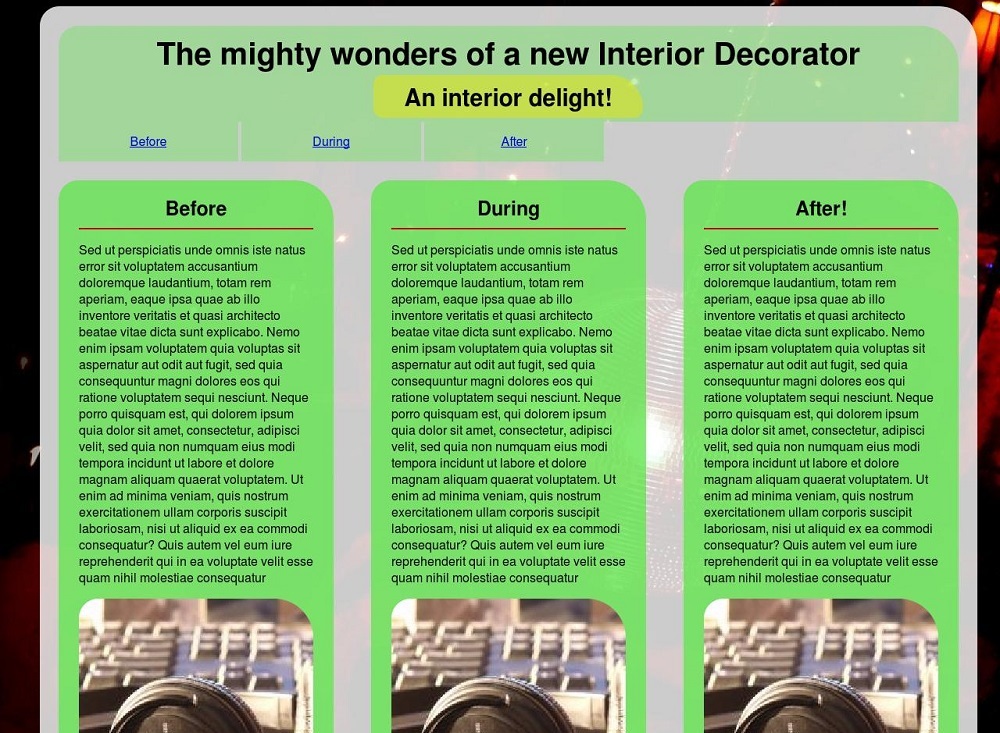 The mighty wonders of a new Interior Decorator
An interior delight!
Before
During
After
Before
Sed ut perspiciatis unde omnis iste natus
error sit voluptatem accusantium
doloremque laudantium, totam rem
aperiam, eaque ipsa quae ab illo
inventore veritatis et quasi architecto
beatae vitae dicta sunt explicabo. Nemo
enim ipsam voluptatem quia voluptas sit
aspernatur aut odit aut fugit, sed quia
consequuntur magni dolores eos qui
ratione voluptatem sequi nesciunt. Neque
porro quisquam est, qui dolorem ipsum
quia dolor sit amet, consectetur, adipisci
velit, sed quia non numquam eius modi
tempora incidunt ut labore et dolore
magnam aliquam quaerat voluptatem. Ut
enim ad minima veniam, quis nostrum
exercitationem ullam corporis suscipit
laboriosam, nisi ut aliquid ex ea commodi
consequatur? Quis autem vel eum iure
reprehenderit qui in ea voluptate velit esse
quam nihil molestiae consequatur
During
Sed ut perspiciatis unde omnis iste natus
error sit voluptatem accusantium
doloremque laudantium, totam rem
aperiam, eaque ipsa quae ab illo
inventore veritatis et quasi architecto
beatae vitae dicta sunt explicabo. Nemo
enim ipsam voluptatem quia voluptas sit
aspernatur aut odit aut fugit, sed quia
consequuntur magni dolores eos qui
ratione voluptatem sequi nesciunt. Neque
porro quisquam est, qui dolorem ipsum
quia dolor sit amet, consectetur, adipisci
velit, sed quia non numquam eius modi
tempora incidunt ut labore et dolore
magnam aliquam quaerat voluptatem. Ut
enim ad minima veniam, quis nostrum
exercitationem ullam corporis suscipit
laboriosam, nisi ut aliquid ex ea commodi
consequatur? Quis autem vel eum iure
reprehenderit qui in ea voluptate velit esse
quam nihil molestiae consequatur
After!
Sed ut perspiciatis unde omnis iste natus
error sit voluptatem accusantium
doloremque laudantium, totam rem
aperiam, eaque ipsa quae ab illo
inventore veritatis et quasi architecto
beatae vitae dicta sunt explicabo. Nemo
enim ipsam voluptatem quia voluptas sit
aspernatur aut odit aut fugit, sed quia
consequuntur magni dolores eos qui
ratione voluptatem sequi nesciunt. Neque
porro quisquam est, qui dolorem ipsum
quia dolor sit amet, consectetur, adipisci
velit, sed quia non numquam eius modi
tempora incidunt ut labore et dolore
magnam aliquam quaerat voluptatem. Ut
enim ad minima veniam, quis nostrum
exercitationem ullam corporis suscipit
laboriosam, nisi ut aliquid ex ea commodi
consequatur? Quis autem vel eum iure
reprehenderit qui in ea voluptate velit esse
quam nihil molestiae consequatur